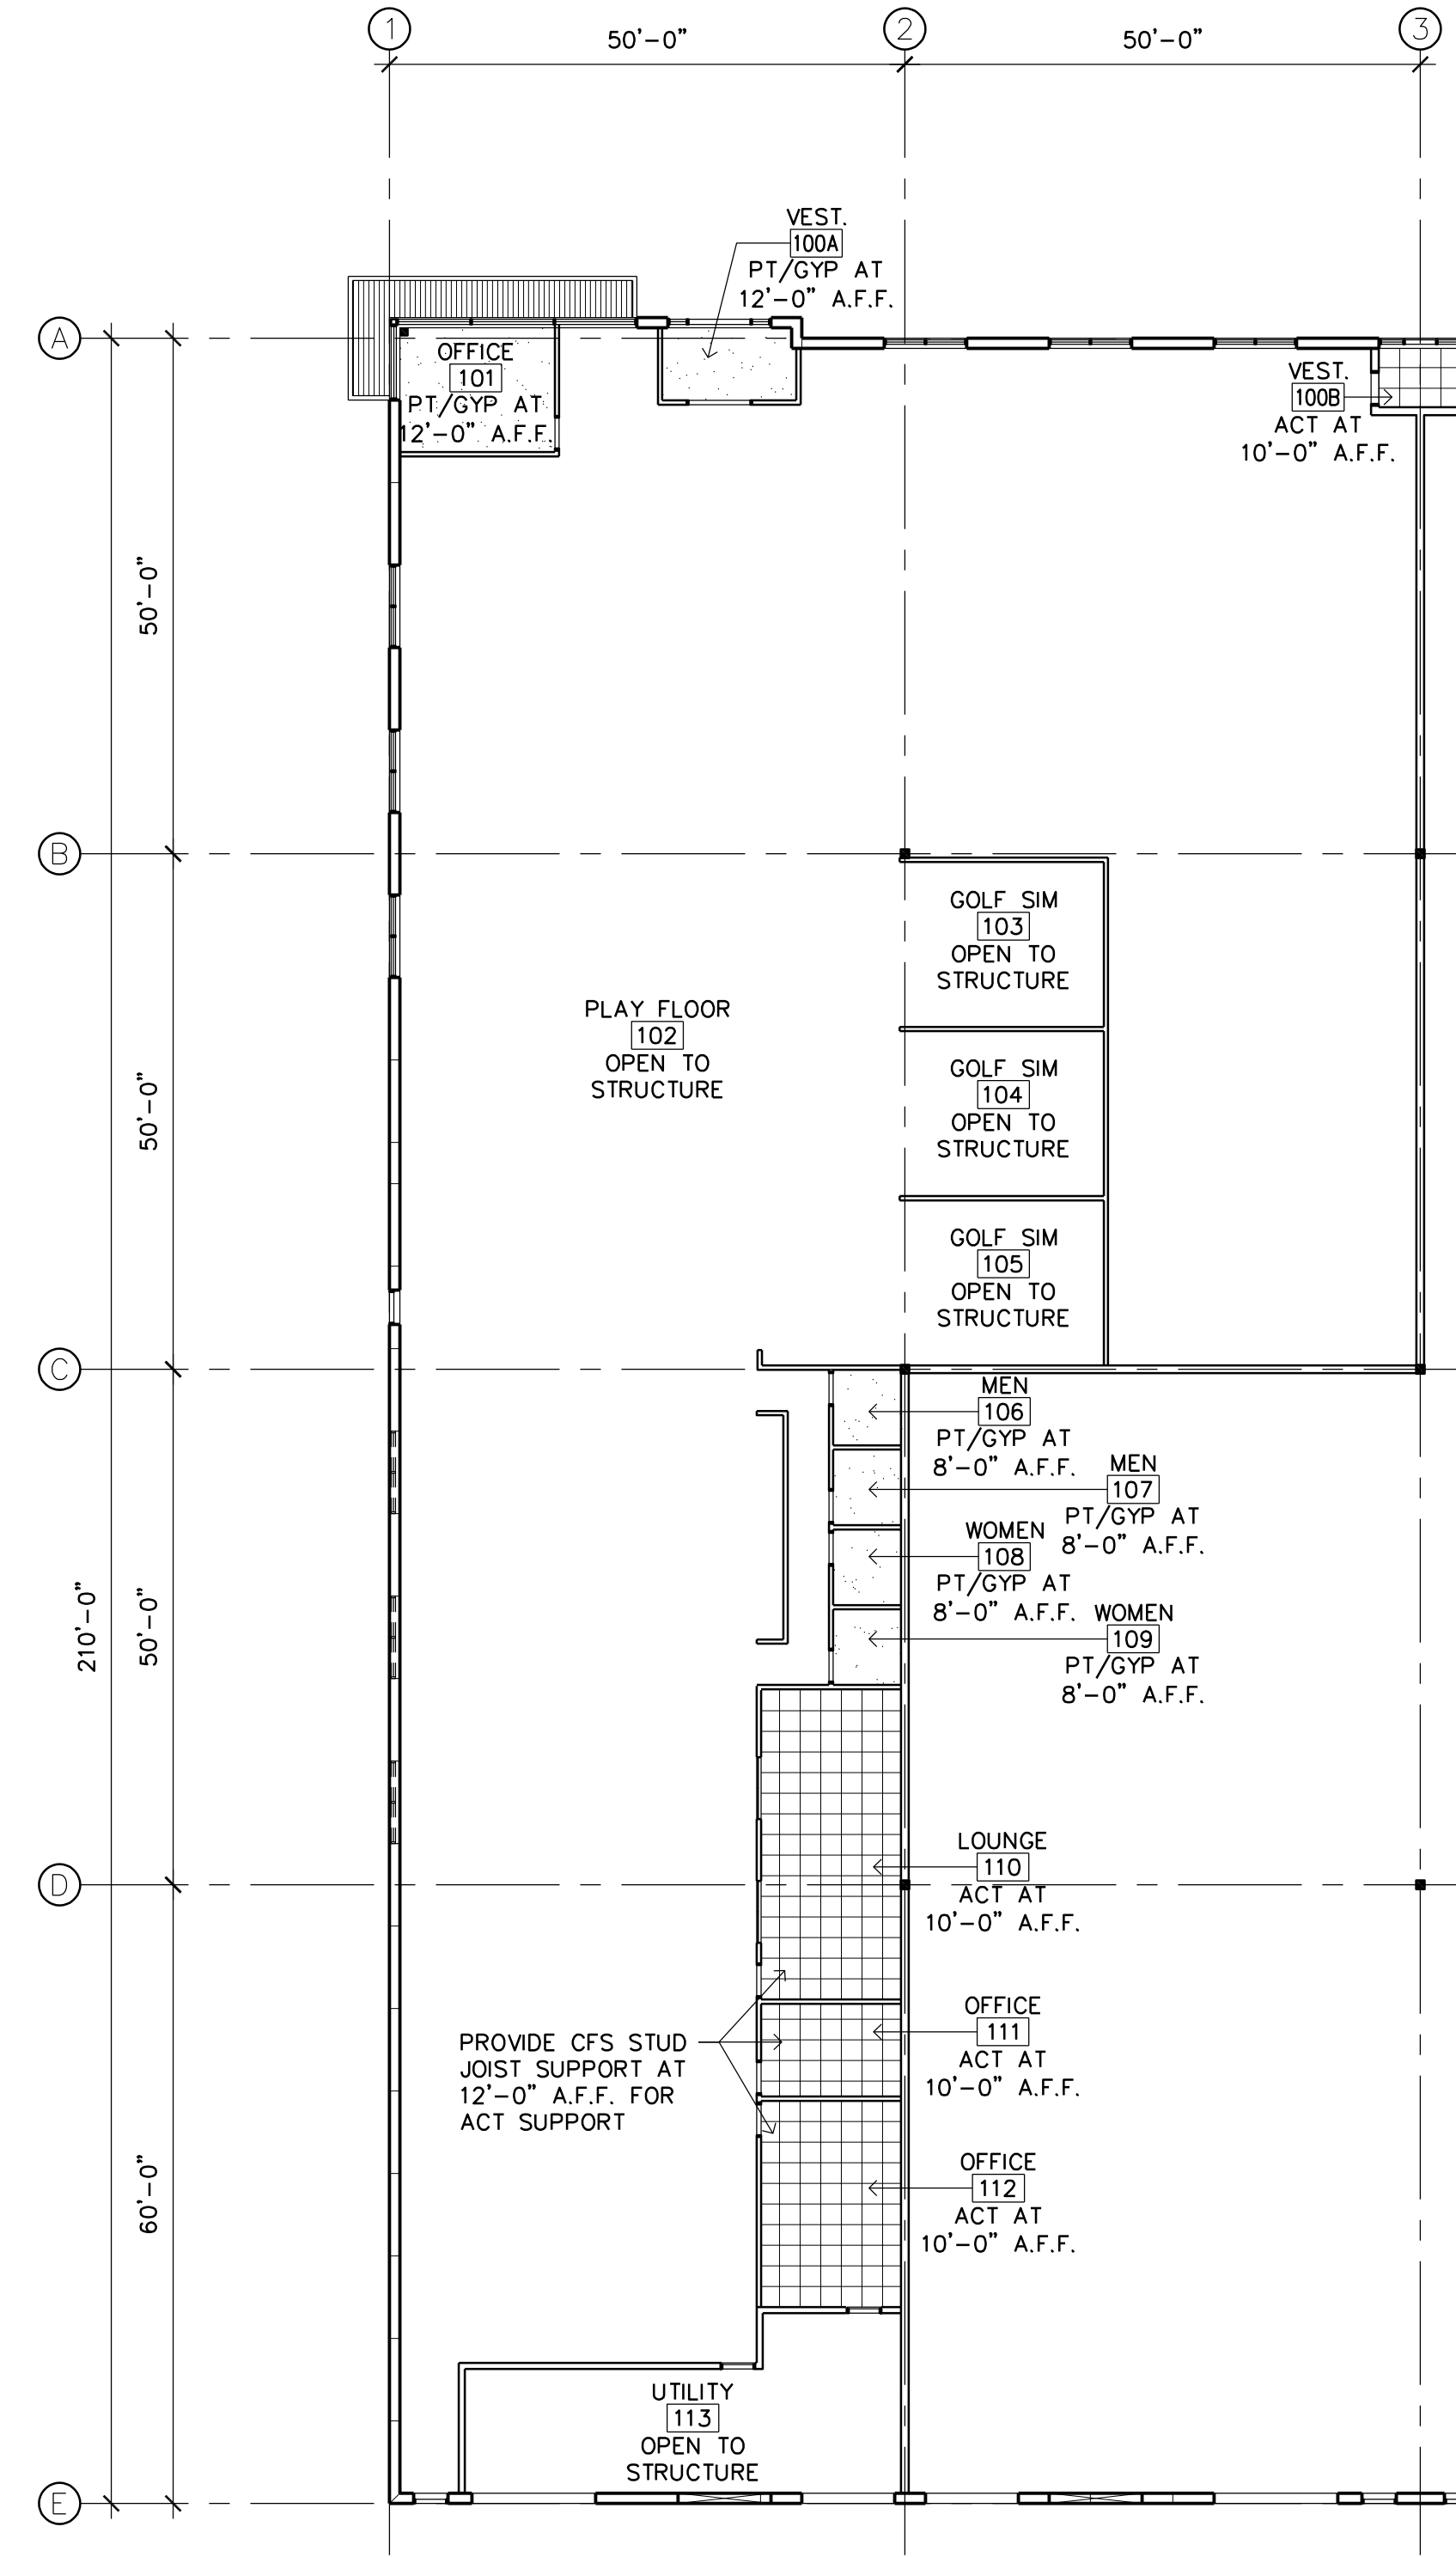 1
2
3
50'-0"
50'-0"
VEST.
100A
PT/GYP AT
12'-0" A.F.F.
A
OFFICE
101
PT/GYP AT
12'-0" A.F.F.
VEST.
100B
ACT AT
10'-0" A.F.F.
50'-0"
B
GOLF SIM
103
OPEN TO
STRUCTURE
PLAY FLOOR
102
OPEN TO
STRUCTURE
GOLF SIM
104
OPEN TO
STRUCTURE
50'-0"
GOLF SIM
105
OPEN TO
STRUCTURE
C
MEN
106
PT/GYP AT
8'-0" A.F.F.
MEN
107
PT/GYP AT
8'-0" A.F.F.
WOMEN
108
PT/GYP AT
8'-0" A.F.F.
WOMEN
109
PT/GYP AT
8'-0" A.F.F.
210'-0"
50'-0"
LOUNGE
110
ACT AT
10'-0" A.F.F.
D
OFFICE
111
ACT AT
10'-0" A.F.F.
PROVIDE CFS STUD
JOIST SUPPORT AT
12'-0" A.F.F. FOR
ACT SUPPORT
OFFICE
112
ACT AT
10'-0" A.F.F.
60'-0"
UTILITY
113
OPEN TO
STRUCTURE
E